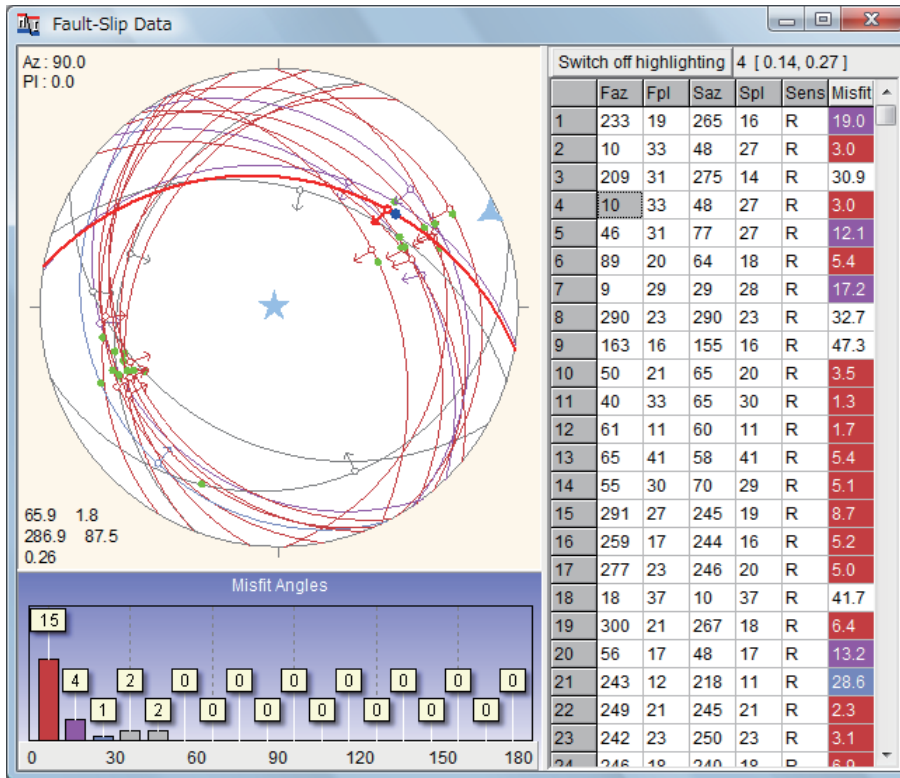 Fault-Slip Data
Az : 90.0
Pl : 0.0
65.9 1.8
286.9 87.5
0.26
Misfit Angles
15 4 1 2 2 0 0 0 0 0 0 0 0 0 0 0 0 0
0 30 60 90 120 150 180
Switch off highlighting 4 [ 0.14, 0.27 ]
Faz Fpl Saz Spl Sens Misfit
1 233 19 265 16 R 19.0
2 10 33 48 27 R 3.0
3 209 31 275 14 R 30.9
4 10 33 48 27 R 3.0
5 46 31 77 27 R 12.1
6 89 20 64 18 R 5.4
7 9 29 29 28 R 17.2
8 290 23 290 23 R 32.7
9 163 16 155 16 R 47.3
10 50 21 65 20 R 3.5
11 40 33 65 30 R 1.3
12 61 11 60 11 R 1.7
13 65 41 58 41 R 5.4
14 55 30 70 29 R 5.1
15 291 27 245 19 R 8.7
16 259 17 244 16 R 5.2
17 277 23 246 20 R 5.0
18 18 37 10 37 R 41.7
19 300 21 267 18 R 6.4
20 56 17 48 17 R 13.2
21 243 12 218 11 R 28.6
22 249 21 245 21 R 2.3
23 242 23 250 23 R 3.1
24 246 18 240 18 R 6.9